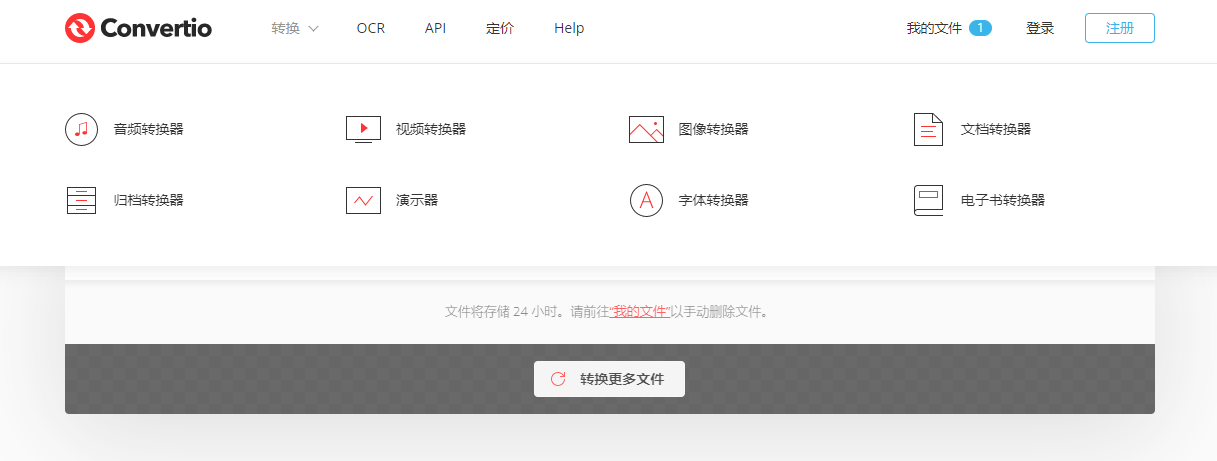 Convertio 转换 OCR API 定价 Help 我的文件 1 登录 注册
音频转换器 视频转换器 图像转换器 文档转换器
归档转换器 演示器 字体转换器 电子书转换器
文件将存储 24 小时。请前往“我的文件”以手动删除文件。
转换更多文件